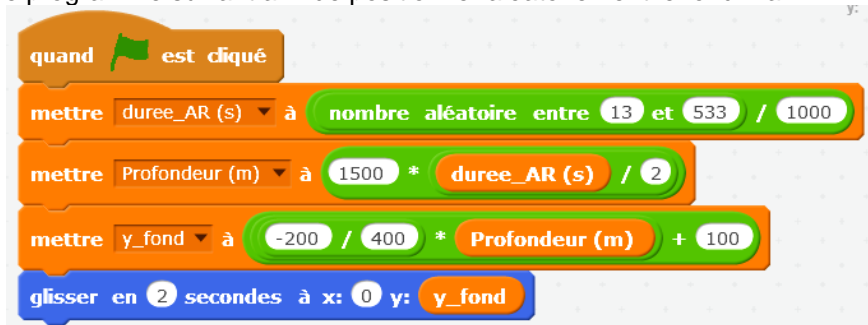 y:
quand est cliqué
mettre duree_AR (s) à nombre aléatoire entre 13 et 533 / 1000
mettre Profondeur (m) à 1500 * duree_AR (s) / 2
mettre y_fond à -200 / 400 * Profondeur (m) + 100
glisser en 2 secondes à x: 0 y: y_fond